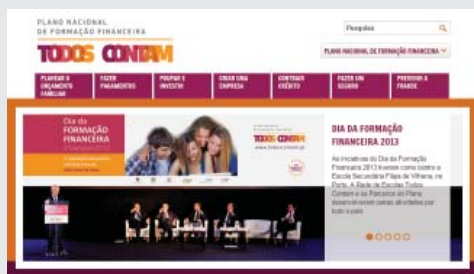 PLANO NACIONAL
DE FORMAÇÃO FINANCEIRA
TODOS CONTAM
Pesquisa
PLANO NACIONAL DE FORMAÇÃO FINANCEIRA
PLANEAR O
ORÇAMENTO
FAMILIAR
FAZER
PAGAMENTOS
POUPAR E
INVESTIR
CRIAR UMA
EMPRESA
CONTRAIR
CRÉDITO
FAZER UM
SEGURO
PREVENIR A
FRAUDE
Dia da
FORMAÇÃO
FINANCEIRA
TODOS CONTAM
www.todoscontam.pt
DIA DA FORMAÇÃO
FINANCEIRA 2013
As iniciativas do Dia da Formação
Financeira 2013 tiveram como centro a
Escola Secundária Filipa de Vilhena, no
Porto. A Rede de Escolas Todos
Contam e os Parceiros do Plano
desenvolveram outras atividades por
todo o país.